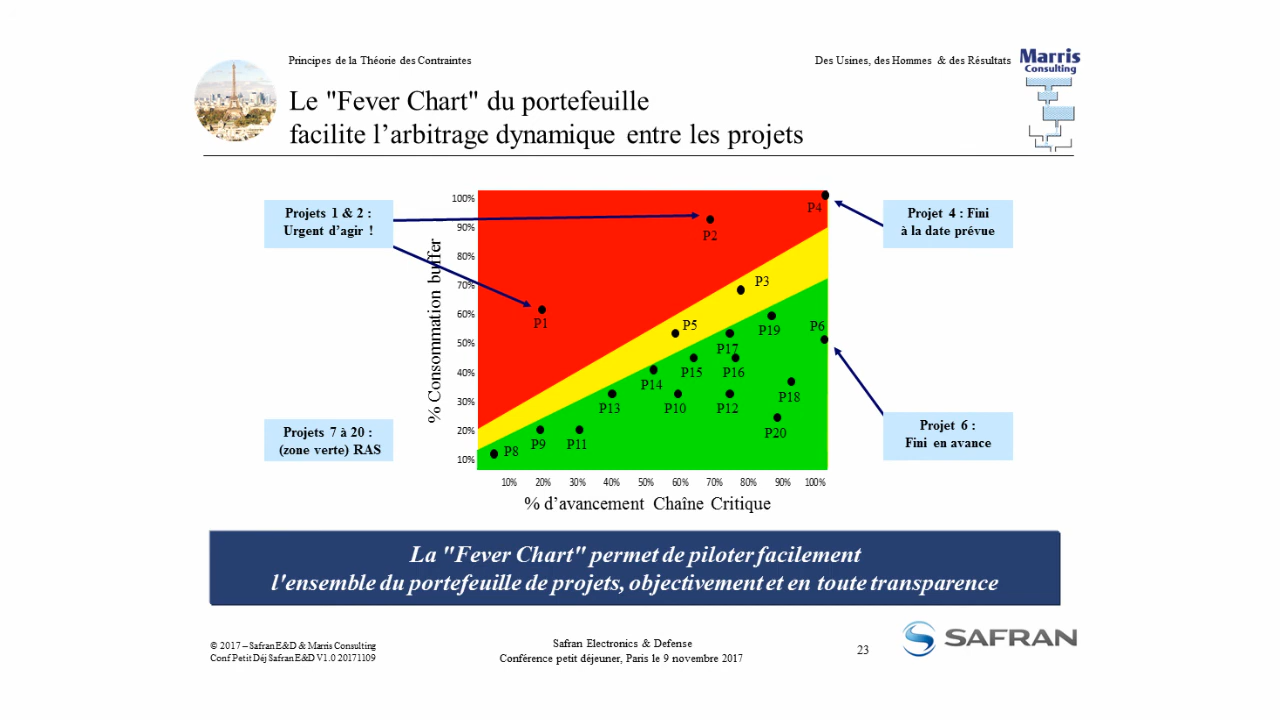 Principes de la Théorie des Contraintes
Des Usines, des Hommes & des Résultats
Marris
Consulting
Le "Fever Chart" du portefeuille
facilite l’arbitrage dynamique entre les projets
Projets 1 & 2 :
Urgent d’agir !
Projets 7 à 20 :
(zone verte) RAS
% Consommation buffer
100%
90%
80%
70%
60%
50%
40%
30%
20%
10%
P4
P2
P3
P1
P5
P19
P6
P17
P14
P15
P16
P13
P10
P12
P18
P8
P9
P11
P20
10% 20% 30% 40% 50% 60% 70% 80% 90% 100%
% d’avancement Chaîne Critique
Projet 4 : Fini
à la date prévue
Projet 6 :
Fini en avance
La "Fever Chart" permet de piloter facilement
l'ensemble du portefeuille de projets, objectivement et en toute transparence
© 2017 – Safran E&D & Marris Consulting
Conf Petit Déj Safran E&D V1.0 20171109
Safran Electronics & Defense
Conférence petit déjeuner, Paris le 9 novembre 2017
23
SAFRAN